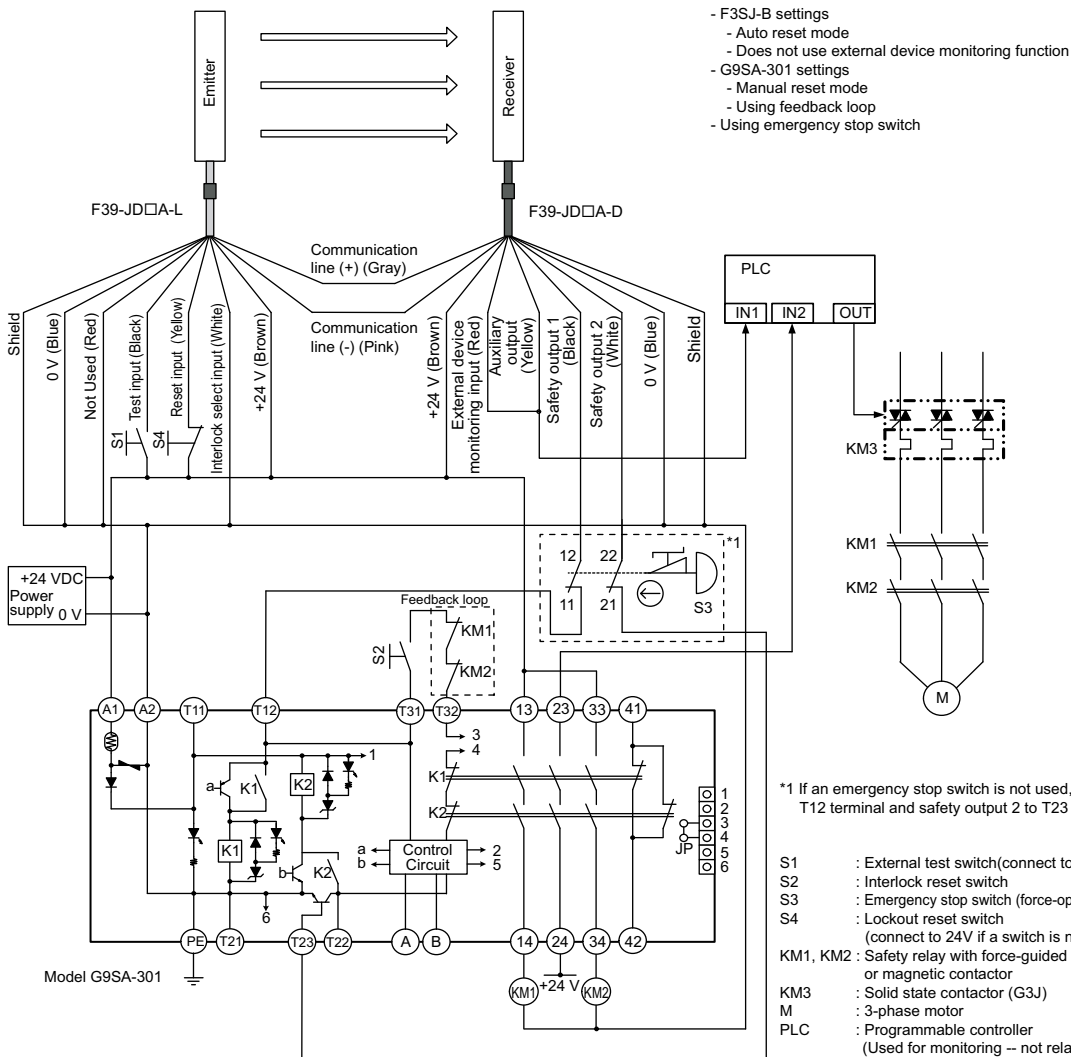 - F3SJ-B settings
- Auto reset mode
- Does not use external device monitoring function
- G9SA-301 settings
- Manual reset mode
- Using feedback loop
- Using emergency stop switch
Emitter
Receiver
F39-JD□A-L
F39-JD□A-D
Communication
line (+) (Gray)
Communication
line (-) (Pink)
Shield
0 V (Blue)
Not Used (Red)
Test input (Black)
Reset input (Yellow)
Interlock select input (White)
+24 V (Brown)
+24 V (Brown)
External device
monitoring input (Red)
Auxiliary
output
(Yellow)
Safety output 1
(Black)
Safety output 2
(White)
0 V (Blue)
Shield
S1
S4
PLC
IN1
IN2
OUT
KM3
KM1
KM2
M
+24 VDC
Power
supply 0 V
*1
12
22
11
21
S3
Feedback loop
S2
KM1
KM2
A1
A2
T11
T12
T31
T32
13
23
33
41
3
4
1
a
K1
K2
K1
K2
K1
b
K2
a
b
Control
Circuit
2
5
6
JP
1
2
3
4
5
6
PE
T21
T23
T22
A
B
14
24
34
42
Model G9SA-301
KM1
+24 V
KM2
*1 If an emergency stop switch is not used,
T12 terminal and safety output 2 to T23
S1 : External test switch(connect to
S2 : Interlock reset switch
S3 : Emergency stop switch (force-op
S4 : Lockout reset switch
(connect to 24V if a switch is n
KM1, KM2 : Safety relay with force-guided
or magnetic contactor
KM3 : Solid state contactor (G3J)
M : 3-phase motor
PLC : Programmable controller
(Used for monitoring -- not rela